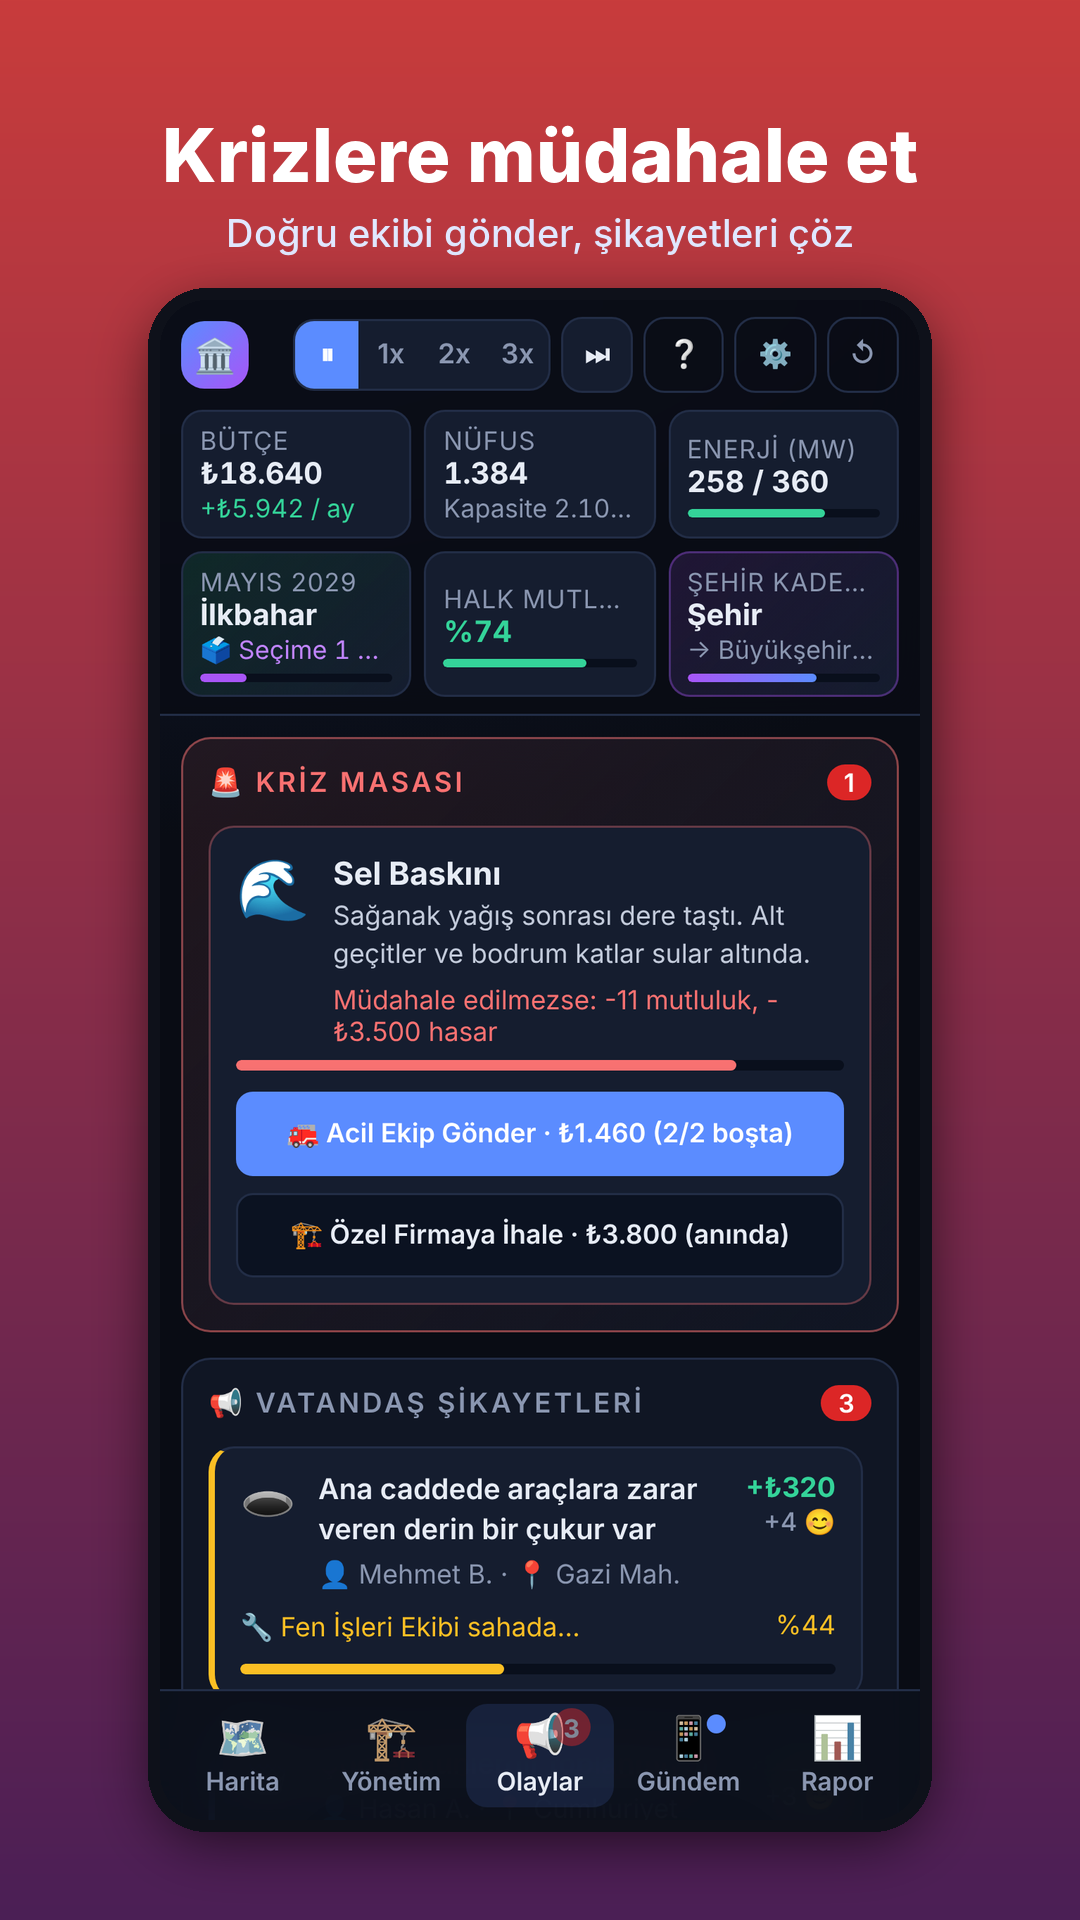 Krizlere müdahale et
Doğru ekibi gönder, şikayetleri çöz
1x 2x 3x ?
BÜTÇE
₺18.640
+₺5.942 / ay
NÜFUS
1.384
Kapasite 2.10...
ENERJİ (MW)
258 / 360
MAYIS 2029
İlkbahar
Seçime 1 ...
HALK MUTL...
%74
ŞEHİR KADE...
Şehir
→ Büyükşehir...
KRİZ MASASI 1
Sel Baskını
Sağanak yağış sonrası dere taştı. Alt
geçitler ve bodrum katlar sular altında.
Müdahale edilmezse: -11 mutluluk, -
₺3.500 hasar
Acil Ekip Gönder · ₺1.460 (2/2 boşta)
Özel Firmaya İhale · ₺3.800 (anında)
VATANDAŞ ŞİKAYETLERİ 3
Ana caddede araçlara zarar
veren derin bir çukur var
+₺320
+4
Mehmet B. · Gazi Mah.
Fen İşleri Ekibi sahada... %44
3
Harita Yönetim Olaylar Gündem Rapor